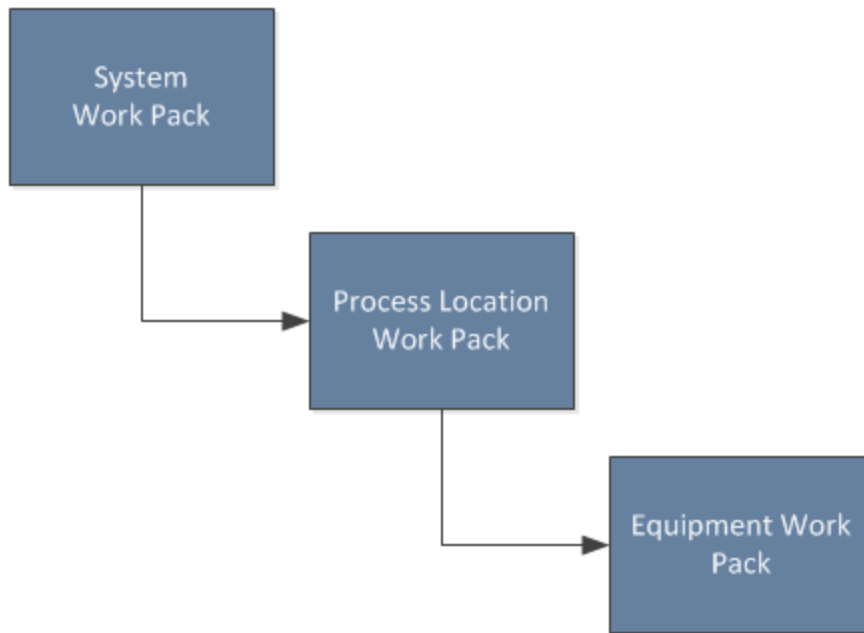 System
Work Pack
Process Location
Work Pack
Equipment Work
Pack